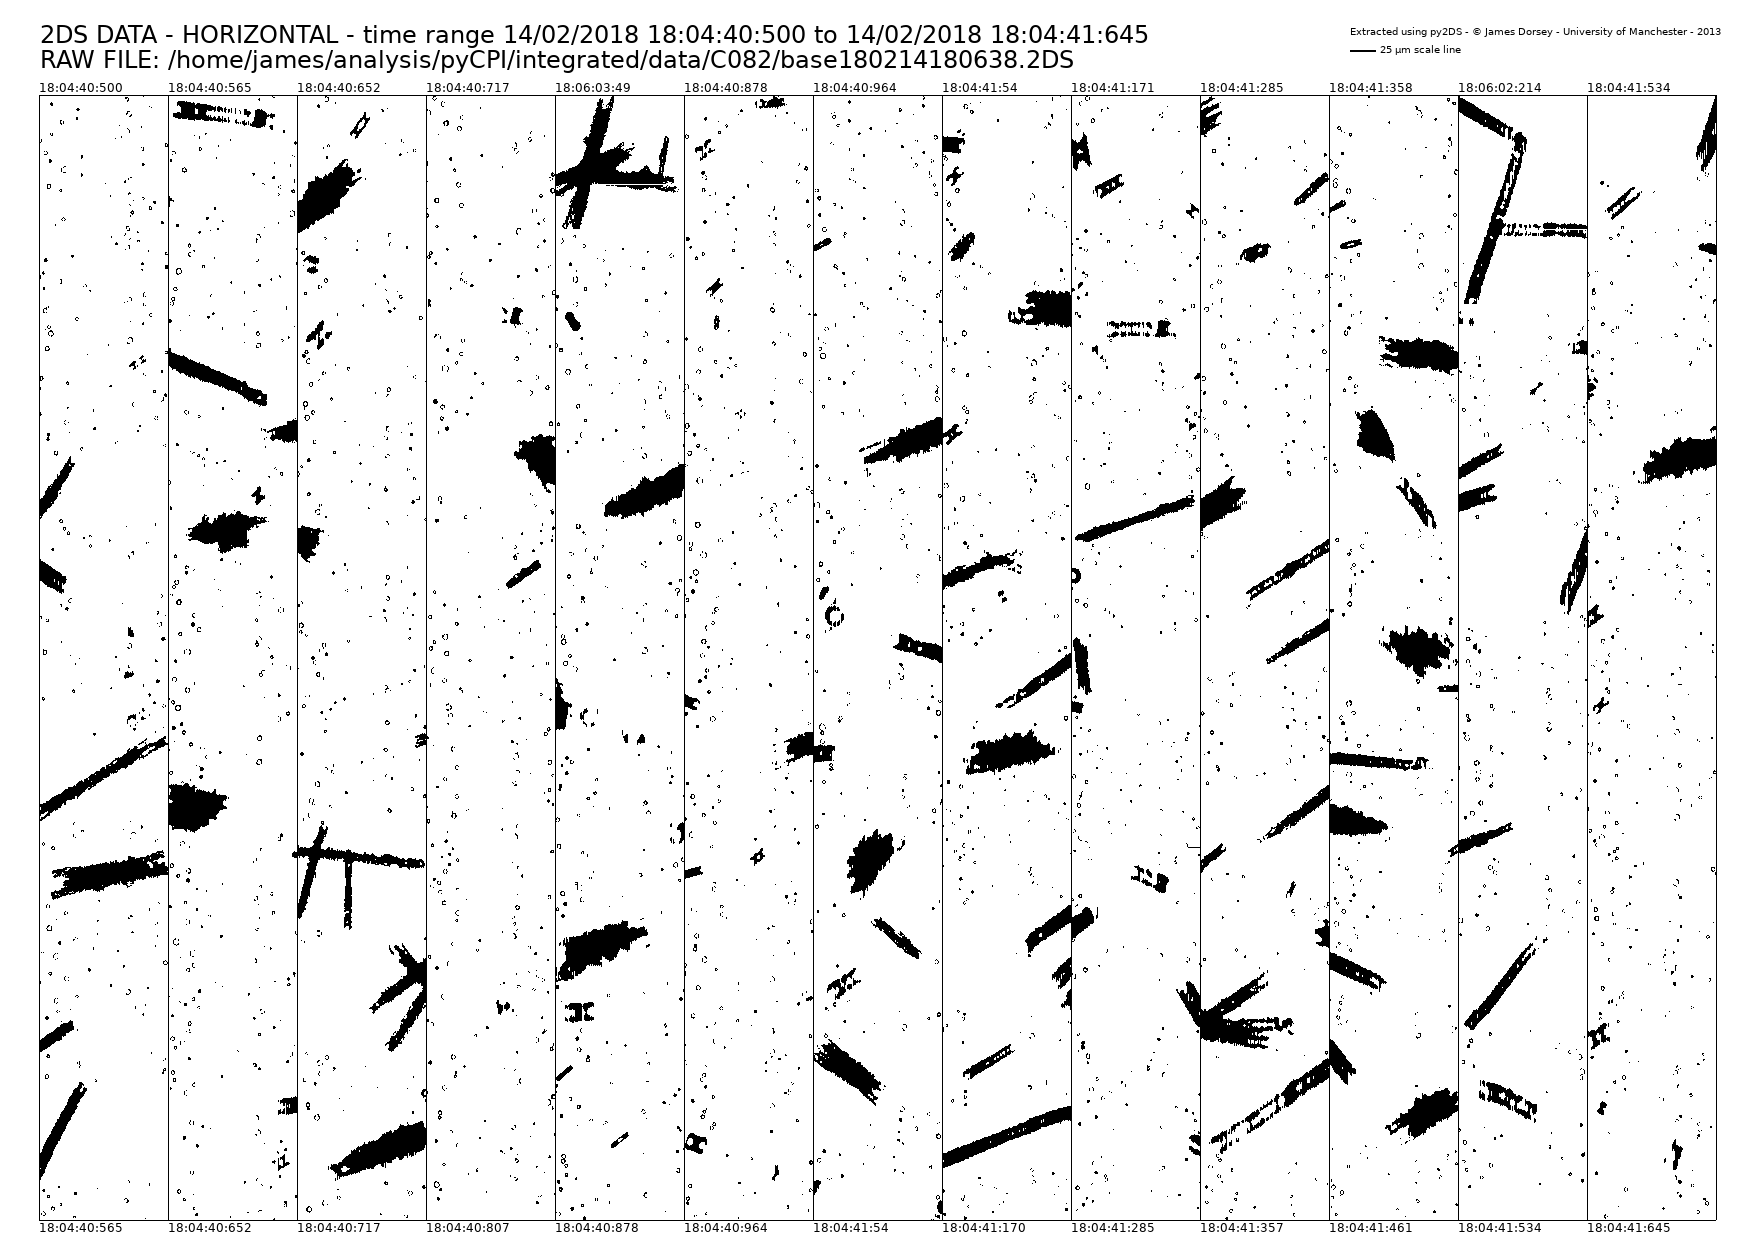 2DS DATA - HORIZONTAL - time range 14/02/2018 18:04:40:500 to 14/02/2018 18:04:41:645
RAW FILE: /home/james/analysis/pyCPI/integrated/data/C082/base180214180638.2DS
Extracted using py2DS - © James Dorsey - University of Manchester - 2013
25 µm scale line
18:04:40:500 18:04:40:565 18:04:40:652 18:04:40:717 18:06:03:49 18:04:40:878 18:04:40:964 18:04:41:54 18:04:41:171 18:04:41:285 18:04:41:358 18:06:02:214 18:04:41:534
18:04:40:565 18:04:40:652 18:04:40:717 18:04:40:807 18:04:40:878 18:04:40:964 18:04:41:54 18:04:41:170 18:04:41:285 18:04:41:357 18:04:41:461 18:04:41:534 18:04:41:645